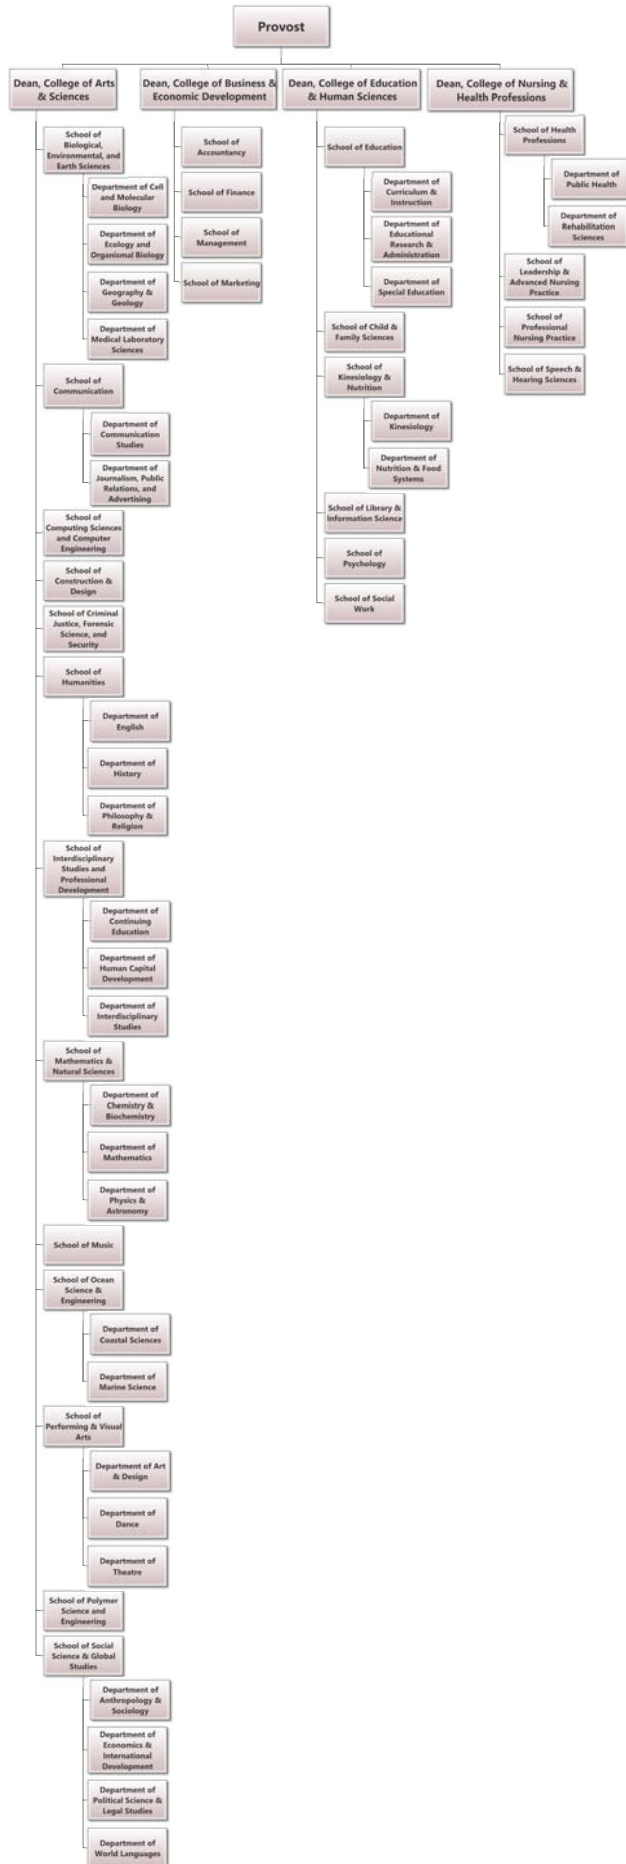 Provost
Dean, College of Arts
& Sciences
School of
Biological,
Environmental, and
Earth Sciences
Department of Cell
and Molecular
Biology
Department of
Ecology and
Organismal Biology
Department of
Geography &
Geology
Department of
Medical Laboratory
Sciences
School of
Communication
Department of
Communication
Studies
Department of
Journalism, Public
Relations, and
Advertising
School of
Computing Sciences
and Computer
Engineering
School of
Construction &
Design
School of Criminal
Justice, Forensic
Science, and
Security
School of
Humanities
Department of
English
Department of
History
Department of
Philosophy &
Religion
School of
Interdisciplinary
Studies and
Professional
Development
Department of
Continuing
Education
Department of
Human Capital
Development
Department of
Interdisciplinary
Studies
School of
Mathematics &
Natural Sciences
Department of
Chemistry &
Biochemistry
Department of
Mathematics
Department of
Physics &
Astronomy
School of Music
School of Ocean
Science &
Engineering
Department of
Coastal Sciences
Department of
Marine Science
School of
Performing & Visual
Arts
Department of Art
& Design
Department of
Dance
Department of
Theatre
School of Polymer
Science and
Engineering
School of Social
Science & Global
Studies
Department of
Anthropology &
Sociology
Department of
Economics &
International
Development
Department of
Political Science &
Legal Studies
Department of
World Languages
Dean, College of Business &
Economic Development
School of
Accountancy
School of Finance
School of
Management
School of Marketing
Dean, College of Education
& Human Sciences
School of Education
Department of
Curriculum &
Instruction
Department of
Educational
Research &
Administration
Department of
Special Education
School of Child &
Family Sciences
School of
Kinesiology &
Nutrition
Department of
Kinesiology
Department of
Nutrition & Food
Systems
School of Library &
Information Science
School of
Psychology
School of Social
Work
Dean, College of Nursing &
Health Professions
School of Health
Professions
Department of
Public Health
Department of
Rehabilitation
Sciences
School of
Leadership &
Advanced Nursing
Practice
School of
Professional
Nursing Practice
School of Speech &
Hearing Sciences